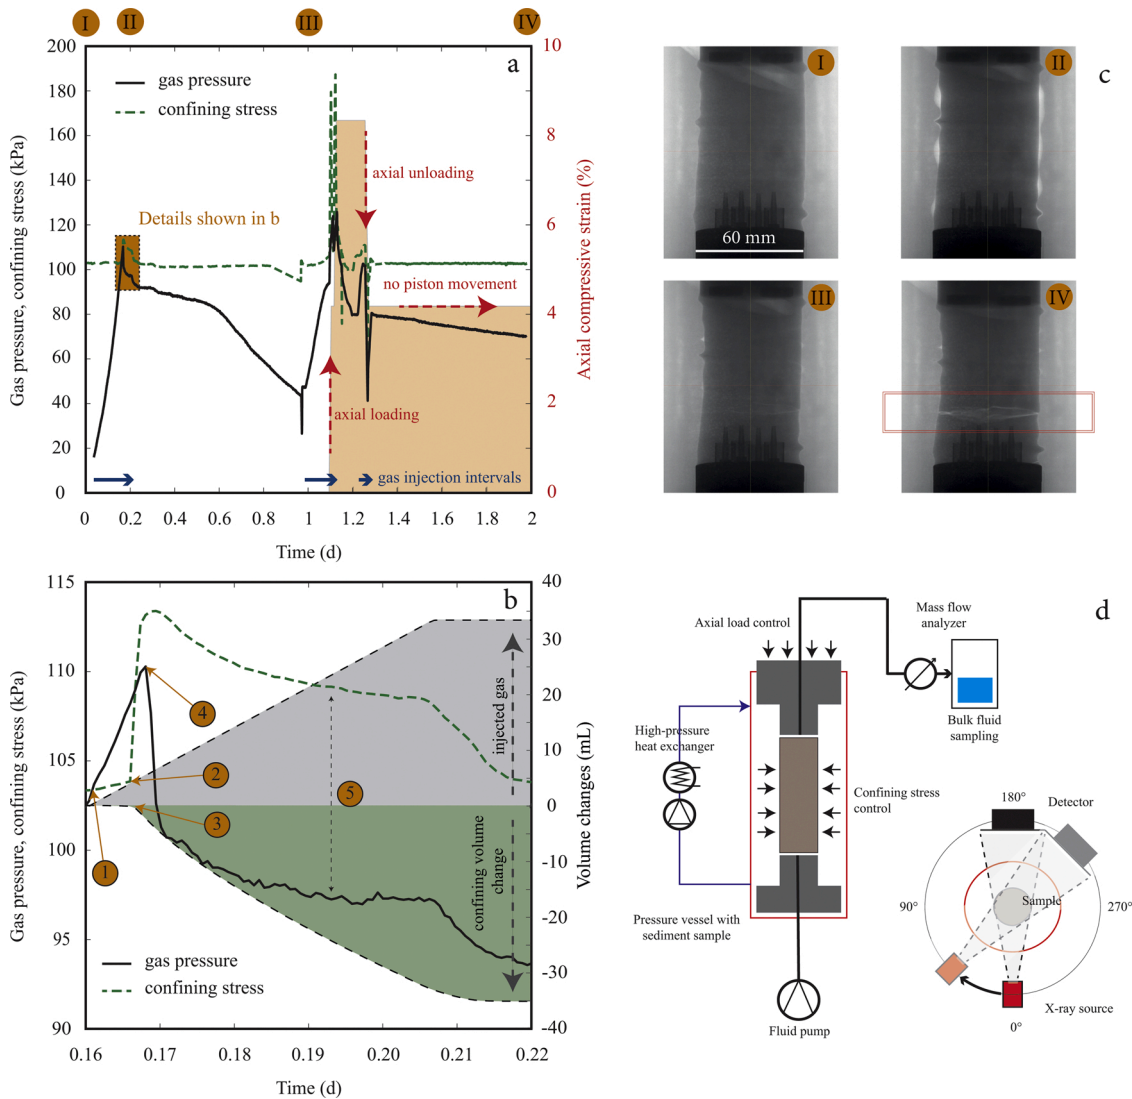 I
II
III
IV
a
200
180
160
140
120
100
80
60
40
20
0
Gas pressure, confining stress (kPa)
gas pressure
confining stress
Details shown in b
axial unloading
no piston movement
axial loading
gas injection intervals
10
8
6
4
2
0
Axial compressive strain (%)
0
0.2
0.4
0.6
0.8
1
1.2
1.4
1.6
1.8
2
Time (d)
I
II
c
60 mm
III
IV
b
115
110
105
100
95
90
Gas pressure, confining stress (kPa)
4
2
3
1
5
injected gas
confining volume
change
gas pressure
confining stress
40
30
20
10
0
-10
-20
-30
-40
Volume changes (mL)
0.16
0.17
0.18
0.19
0.20
0.21
0.22
Time (d)
d
Axial load control
Mass flow
analyzer
Bulk fluid
sampling
High-pressure
heat exchanger
Confining stress
control
Pressure vessel with
sediment sample
Fluid pump
180°
Detector
90°
Sample
270°
X-ray source
0°